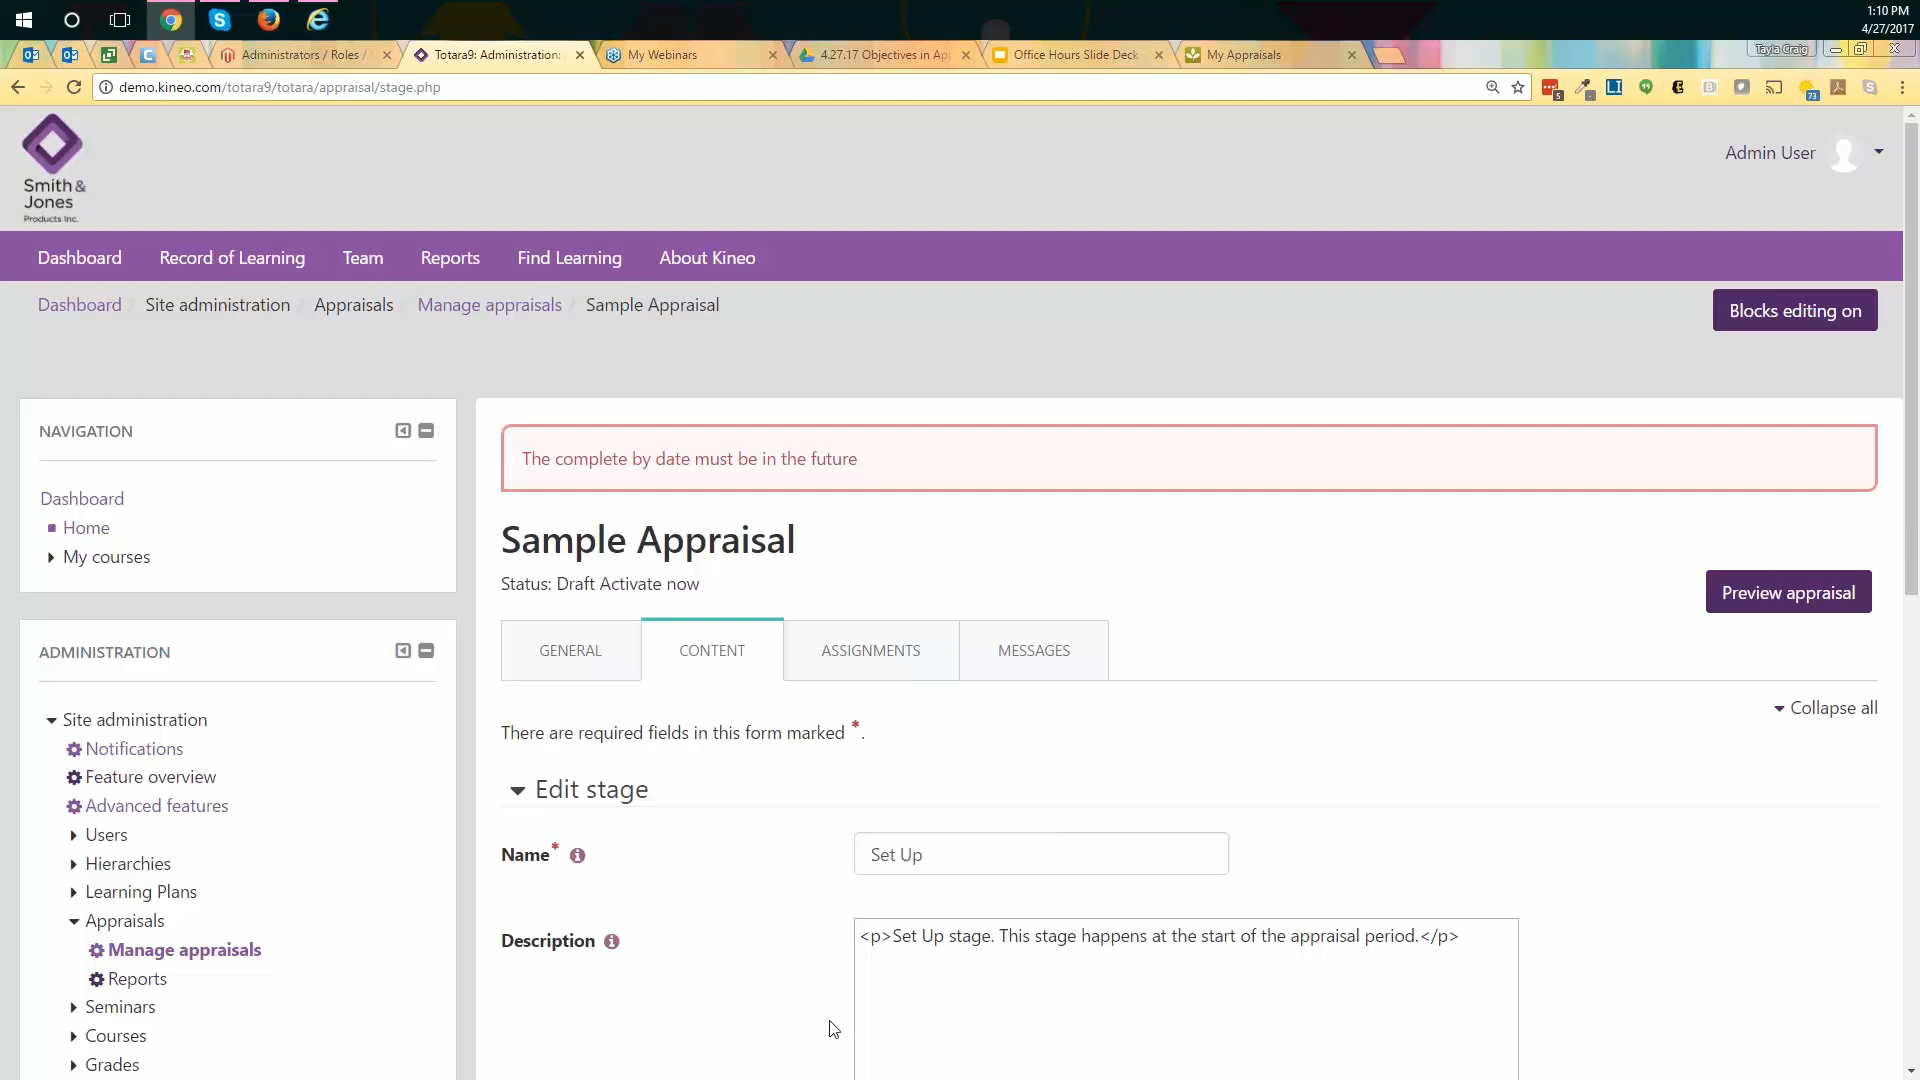 1:10 PM
4/27/2017
Administrators / Roles /
Totara9: Administration:
My Webinars
4.27.17 Objectives in Ap
Office Hours Slide Deck
My Appraisals
Tayla Craig
demo.kineo.com/totara9/totara/appraisal/stage.php
Smith &
Jones
Products Inc.
Admin User
Dashboard
Record of Learning
Team
Reports
Find Learning
About Kineo
Dashboard / Site administration / Appraisals / Manage appraisals / Sample Appraisal
Blocks editing on
NAVIGATION
Dashboard
Home
My courses
ADMINISTRATION
Site administration
Notifications
Feature overview
Advanced features
Users
Hierarchies
Learning Plans
Appraisals
Manage appraisals
Reports
Seminars
Courses
Grades
The complete by date must be in the future
Sample Appraisal
Status: Draft Activate now
Preview appraisal
GENERAL
CONTENT
ASSIGNMENTS
MESSAGES
Collapse all
There are required fields in this form marked *.
Edit stage
Name*
Set Up
Description
<p>Set Up stage. This stage happens at the start of the appraisal period.</p>